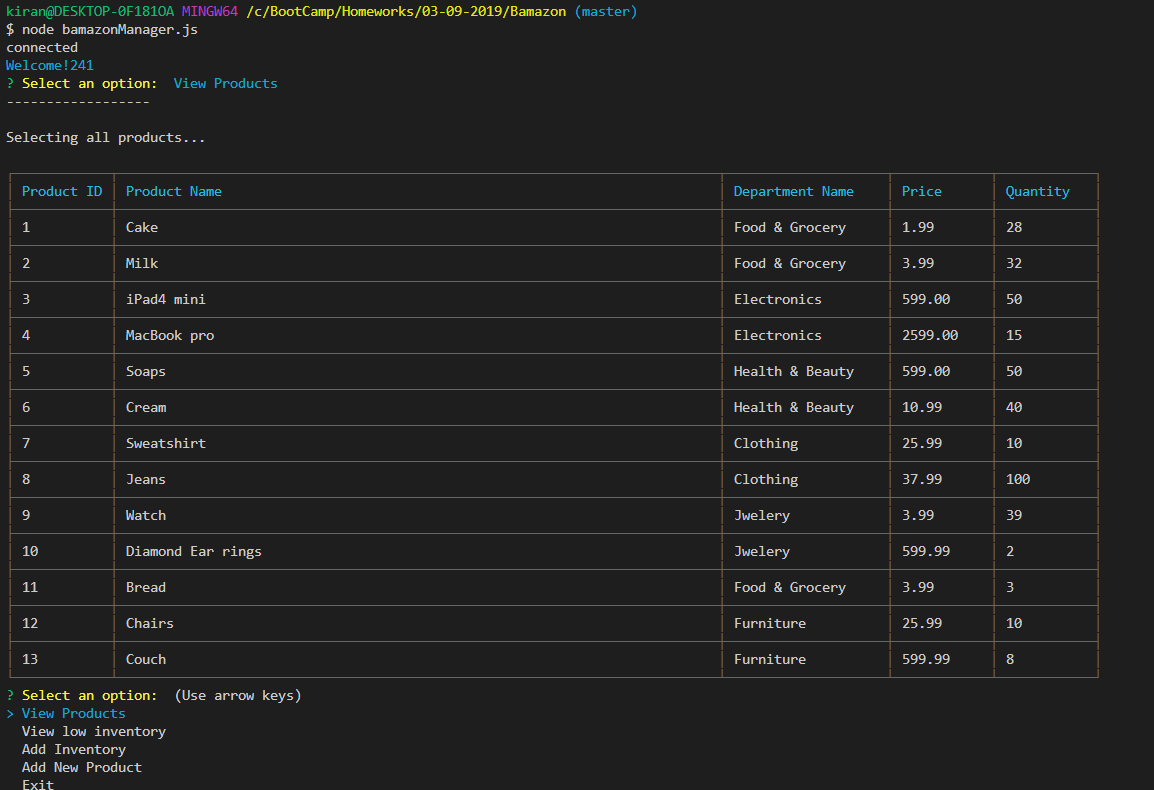 kiran@DESKTOP-0F181OA MINGW64 /c/BootCamp/Homeworks/03-09-2019/Bamazon (master)
$ node bamazonManager.js
connected
Welcome!241
? Select an option:  View Products
------------------
Selecting all products...
Product ID Product Name Department Name Price Quantity
1 Cake Food & Grocery 1.99 28
2 Milk Food & Grocery 3.99 32
3 iPad4 mini Electronics 599.00 50
4 MacBook pro Electronics 2599.00 15
5 Soaps Health & Beauty 599.00 50
6 Cream Health & Beauty 10.99 40
7 Sweatshirt Clothing 25.99 10
8 Jeans Clothing 37.99 100
9 Watch Jwelery 3.99 39
10 Diamond Ear rings Jwelery 599.99 2
11 Bread Food & Grocery 3.99 3
12 Chairs Furniture 25.99 10
13 Couch Furniture 599.99 8
? Select an option:  (Use arrow keys)
> View Products
View low inventory
Add Inventory
Add New Product
Exit